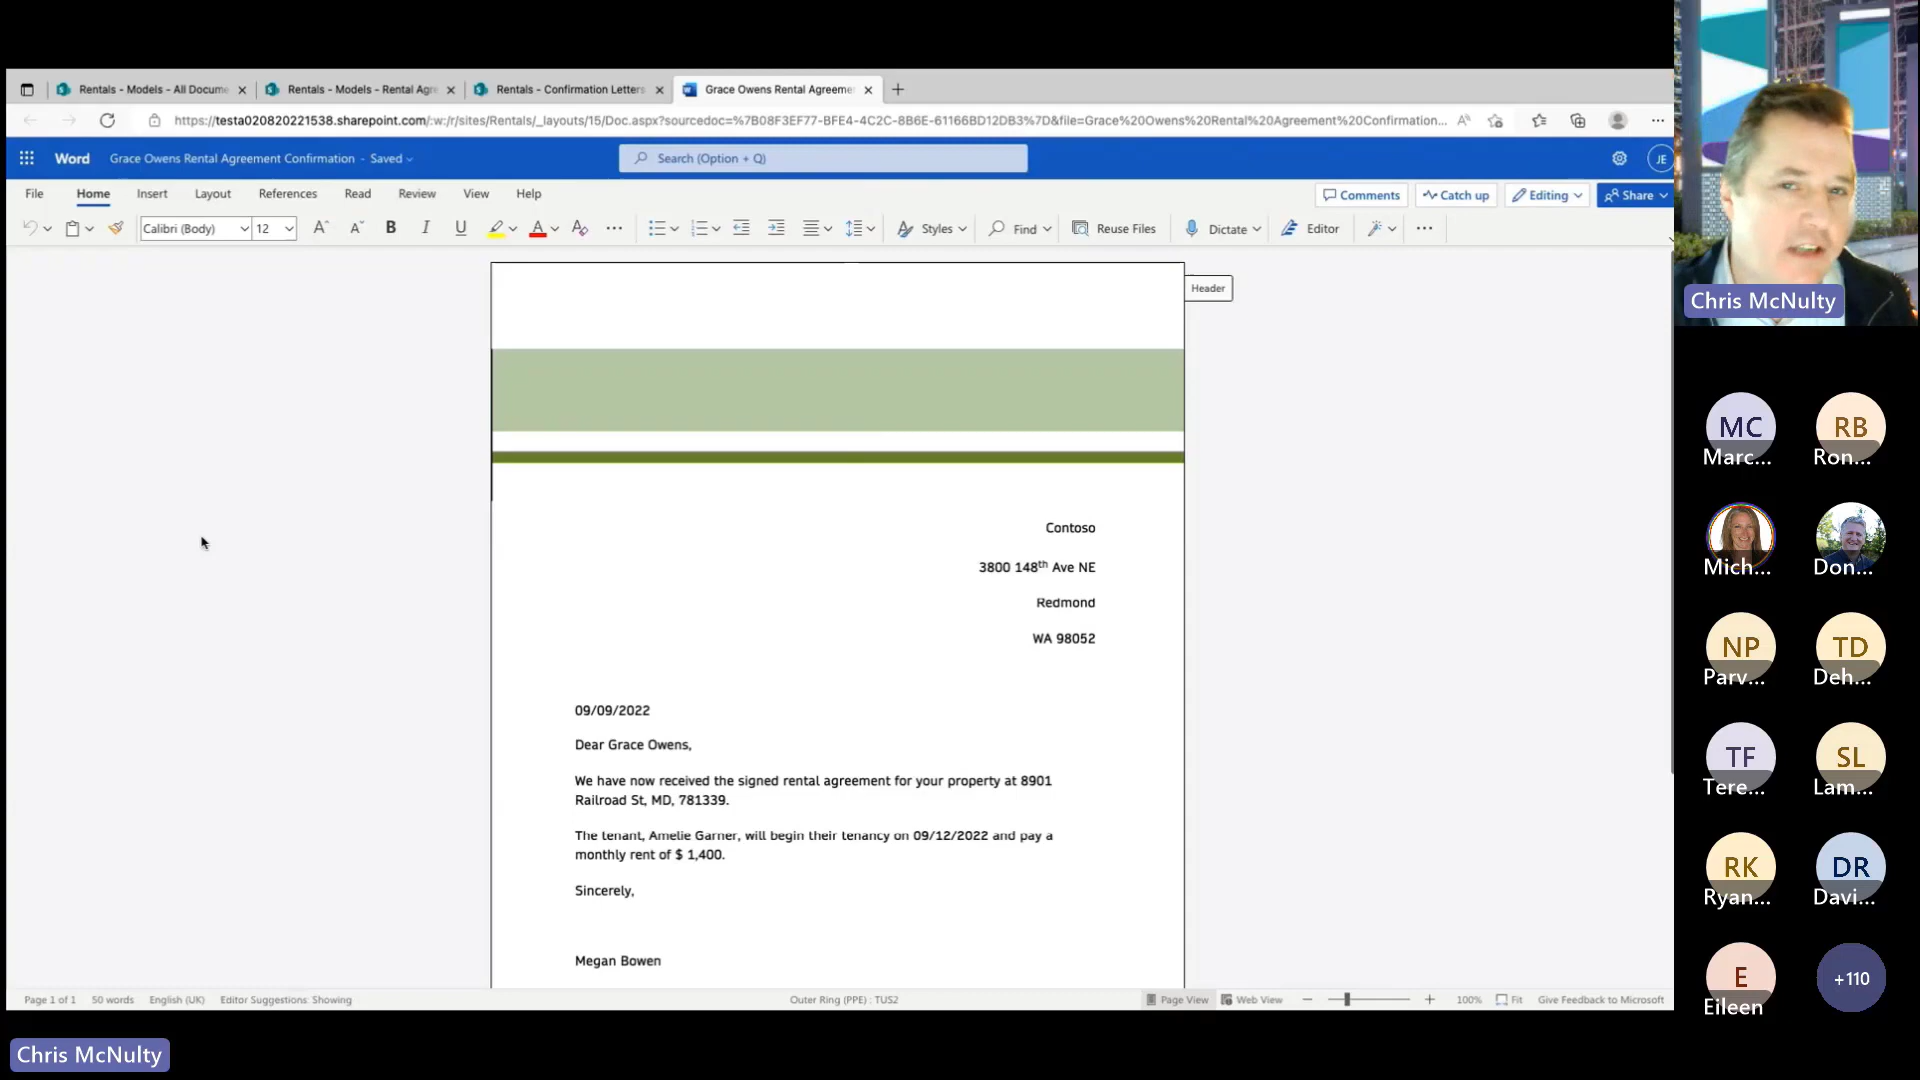 Rentals - Models - All Docume
Rentals - Models - Rental Agre
Rentals - Confirmation Letters
Grace Owens Rental Agreeme
https://testa020820221538.sharepoint.com/:w:/r/sites/Rentals/_layouts/15/Doc.aspx?sourcedoc=%7B08F3EF77-BFE4-4C2C-8B6E-61166BD12DB3%7D&file=Grace%20Owens%20Rental%20Agreement%20Confirmation...
Word Grace Owens Rental Agreement Confirmation - Saved
Search (Option + Q)
JE
File Home Insert Layout References Read Review View Help
Comments Catch up Editing Share
Calibri (Body) 12 B I U A Styles Find Reuse Files Dictate Editor
Header
Contoso
3800 148th Ave NE
Redmond
WA 98052
09/09/2022
Dear Grace Owens,
We have now received the signed rental agreement for your property at 8901
Railroad St, MD, 781339.
The tenant, Amelie Garner, will begin their tenancy on 09/12/2022 and pay a
monthly rent of $ 1,400.
Sincerely,
Megan Bowen
Page 1 of 1 50 words English (UK) Editor Suggestions: Showing
Outer Ring (PPE) : TUS2
Page View Web View 100% Fit Give Feedback to Microsoft
Chris McNulty
Chris McNulty
MC RB
Marc... Ron...
Mich... Don...
NP TD
Parv... Deh...
TF SL
Tere... Lam...
RK DR
Ryan... Davi...
E +110
Eileen